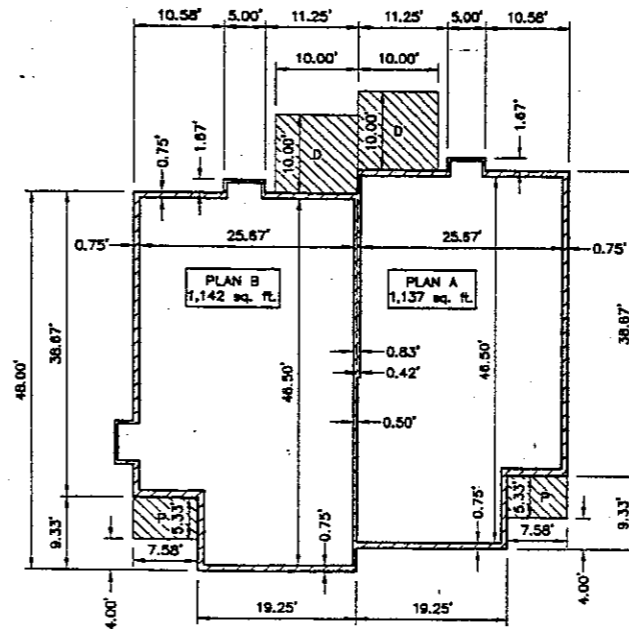 10.58' 5.00' 11.25' 11.25' 5.00' 10.58'
10.00' 10.00'
0.75' 1.67' 10.00' D 10.00' D 1.67'
0.75' 25.67' 25.67' 0.75'
PLAN B
1,142 sq. ft.
PLAN A
1,137 sq. ft.
48.00' 38.67' 46.50' 0.83' 46.50' 38.67'
0.42'
0.50'
9.33' P 5.33' 0.75' 0.75' 5.33' P 9.33'
7.58' 7.58'
4.00' 19.25' 19.25' 4.00'